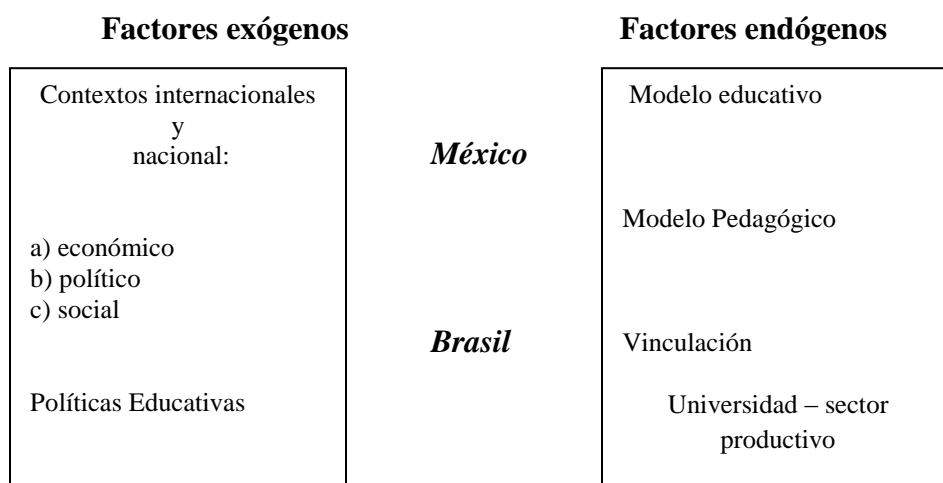 Factores exógenos
Factores endógenos
Contextos internacionales
y
nacional:
a) económico
b) político
c) social
Políticas Educativas
México
Brasil
Modelo educativo
Modelo Pedagógico
Vinculación
Universidad – sector
productivo